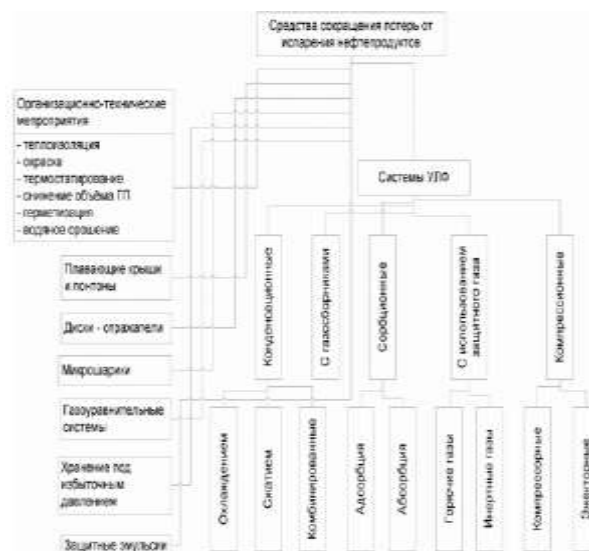 Средства сокращения потерь от
испарения нефтепродуктов
Организационно-технические
мероприятия
- теплоизоляция
- окраска
- термостатирование
- снижение объёма ГП
- герметизация
- водяное орошение
Плавающие крыши
и понтоны
Диски - отражатели
Микрошарики
Газоуравнительные
системы
Хранение под
избыточным
давлением
Защитные эмульсии
Системы УЛФ
Конденсационные
С газосборниками
Сорбционные
С использованием
защитного газа
Компрессионные
Охлаждением
Сжатием
Комбинированные
Адсорбция
Абсорбция
Горючие газы
Инертные газы
Компрессорные
Эжекторные